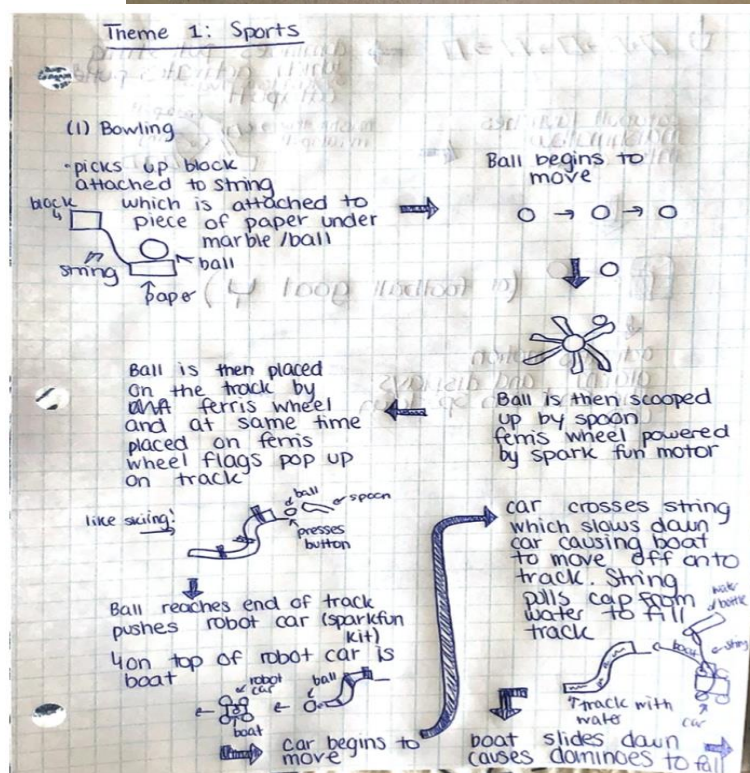 Theme 1: Sports
(1) Bowling
• picks up block
attached to string
which is attached to
piece of paper under
marble/ball
block
string
ball
paper
Ball begins to
move
Ball is then scooped
up by spoon
ferris wheel powered
by spark fun motor
Ball is then placed
on the track by
ferris wheel
and at same time
placed on ferris
wheel flags pop up
on track
like skiing!
ball
spoon
presses
button
Ball reaches end of track
pushes robot car (sparkfun
kit)
on top of robot car is
boat
robot
car
ball
boat
car begins to
move
car crosses string
which slows down
car causing boat
to move off onto
track. String
pulls cap from
water to fill
track
water
bottle
string
boat
car
track with
water
boat slides down
causes dominoes to fall